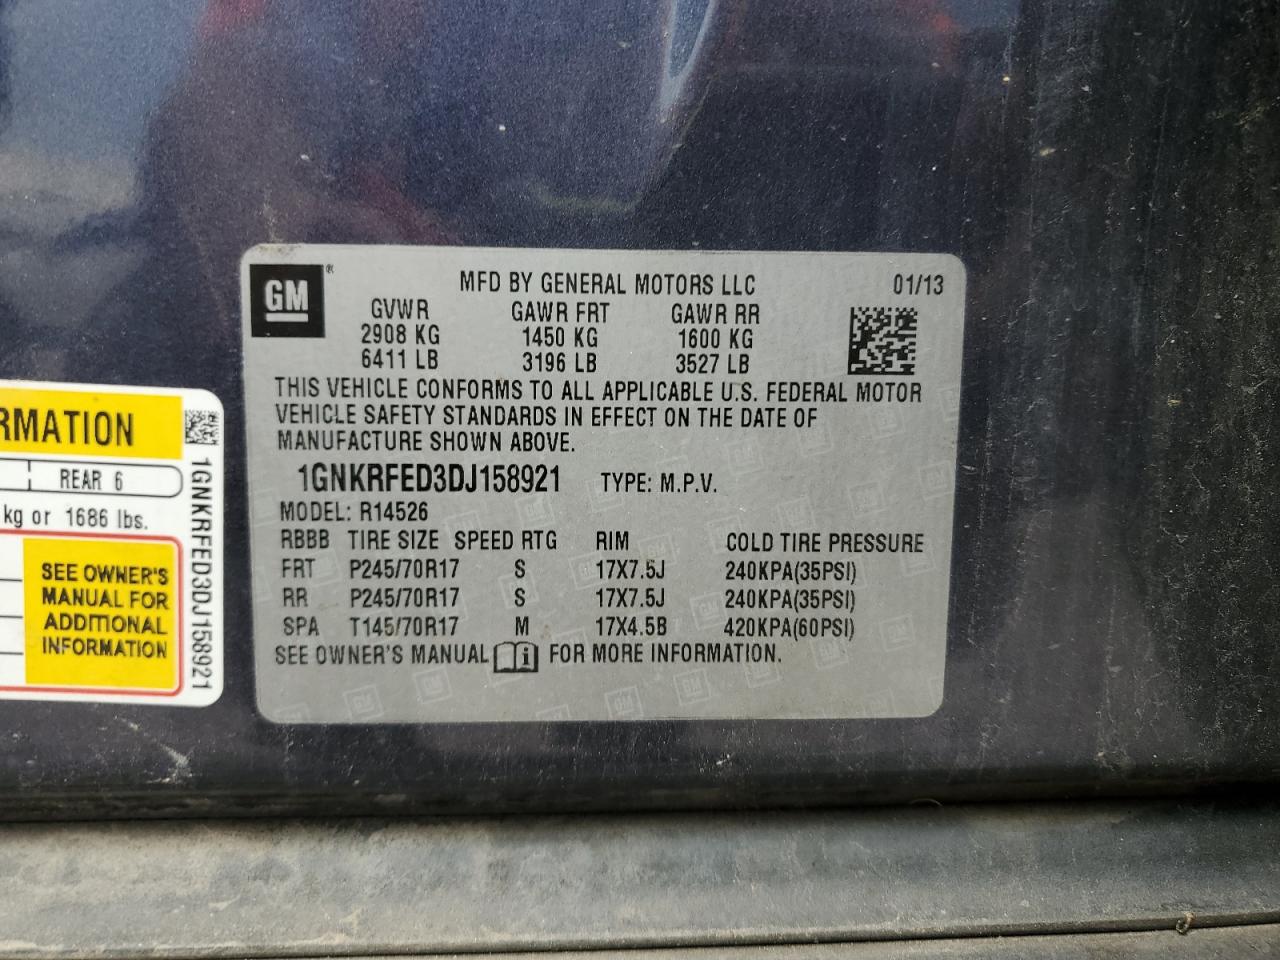 GM®
MFD BY GENERAL MOTORS LLC 01/13
GVWR GAWR FRT GAWR RR
2908 KG 1450 KG 1600 KG
6411 LB 3196 LB 3527 LB
THIS VEHICLE CONFORMS TO ALL APPLICABLE U.S. FEDERAL MOTOR
VEHICLE SAFETY STANDARDS IN EFFECT ON THE DATE OF
MANUFACTURE SHOWN ABOVE.
1GNKRFED3DJ158921 TYPE: M.P.V.
MODEL: R14526
RBBB TIRE SIZE SPEED RTG RIM COLD TIRE PRESSURE
FRT P245/70R17 S 17X7.5J 240KPA(35PSI)
RR P245/70R17 S 17X7.5J 240KPA(35PSI)
SPA T145/70R17 M 17X4.5B 420KPA(60PSI)
SEE OWNER'S MANUAL i FOR MORE INFORMATION.
RMATION
REAR 6
kg or 1686 lbs.
SEE OWNER'S
MANUAL FOR
ADDITIONAL
INFORMATION
1GNKRFED3DJ158921